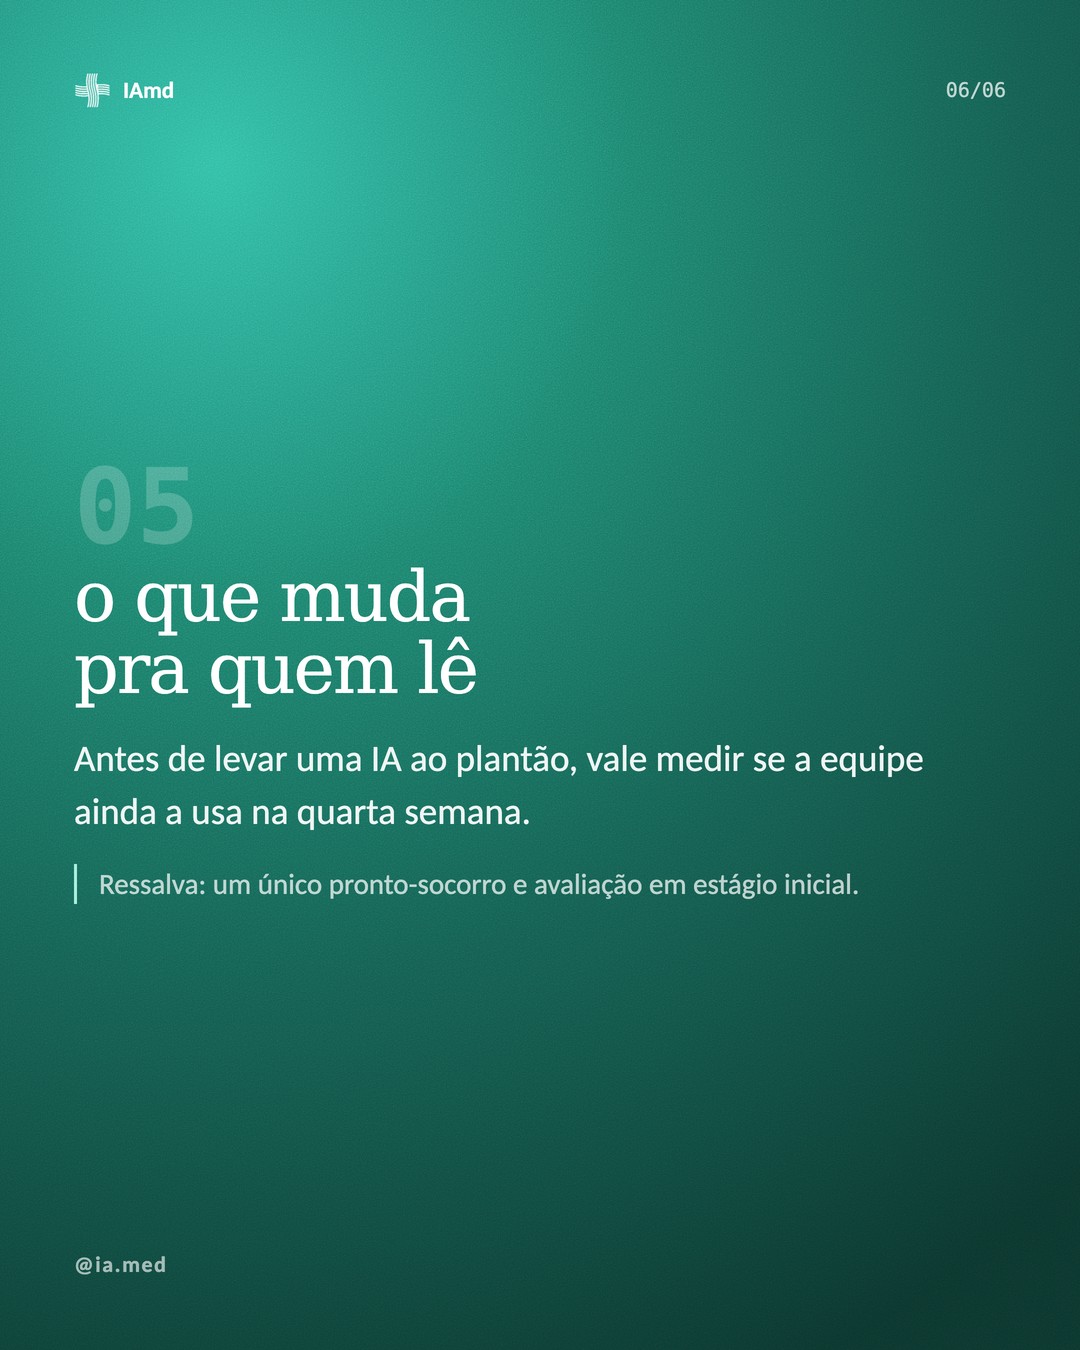 IAmd
06/06
05
o que muda
pra quem lê
Antes de levar uma IA ao plantão, vale medir se a equipe
ainda a usa na quarta semana.
Ressalva: um único pronto-socorro e avaliação em estágio inicial.
@ia.med